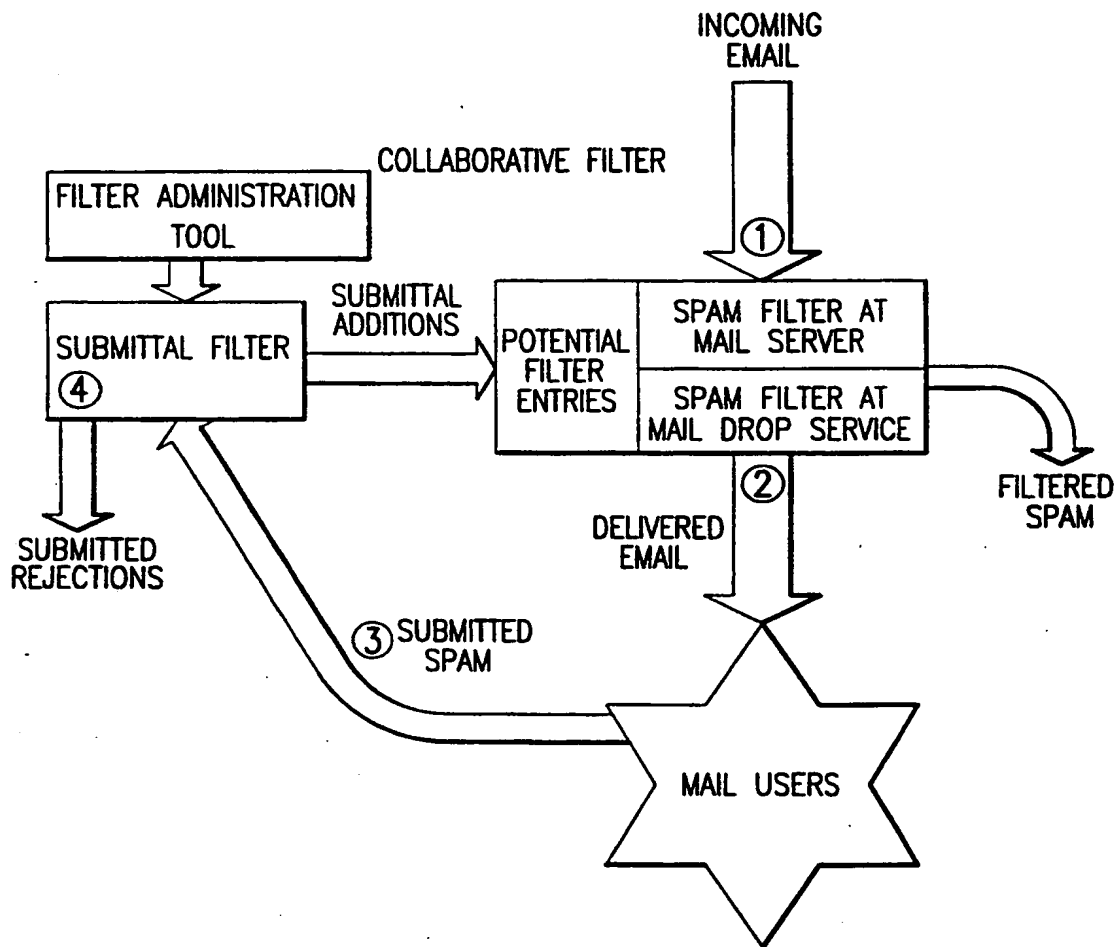 INCOMING
EMAIL
COLLABORATIVE FILTER
FILTER ADMINISTRATION
TOOL
1
SUBMITTAL
ADDITIONS
SUBMITTAL FILTER
4
POTENTIAL
FILTER
ENTRIES
SPAM FILTER AT
MAIL SERVER
SPAM FILTER AT
MAIL DROP SERVICE
2
FILTERED
SPAM
DELIVERED
EMAIL
SUBMITTED
REJECTIONS
3 SUBMITTED
SPAM
MAIL USERS